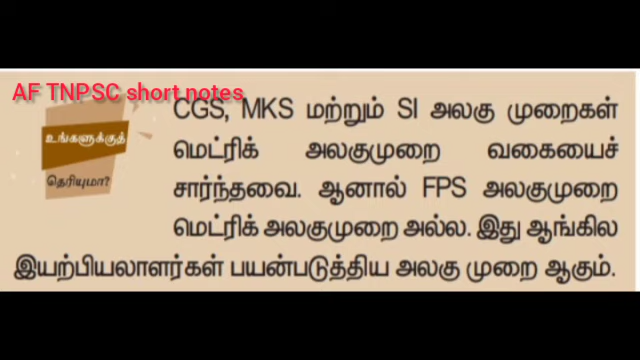 AF TNPSC short notes
உங்களுக்குத்
தெரியுமா?
CGS, MKS மற்றும் SI அலகு முறைகள்
மெட்ரிக் அலகுமுறை வகையைச்
சார்ந்தவை. ஆனால் FPS அலகுமுறை
மெட்ரிக் அலகுமுறை அல்ல. இது ஆங்கில
இயற்பியலாளர்கள் பயன்படுத்திய அலகு முறை ஆகும்.